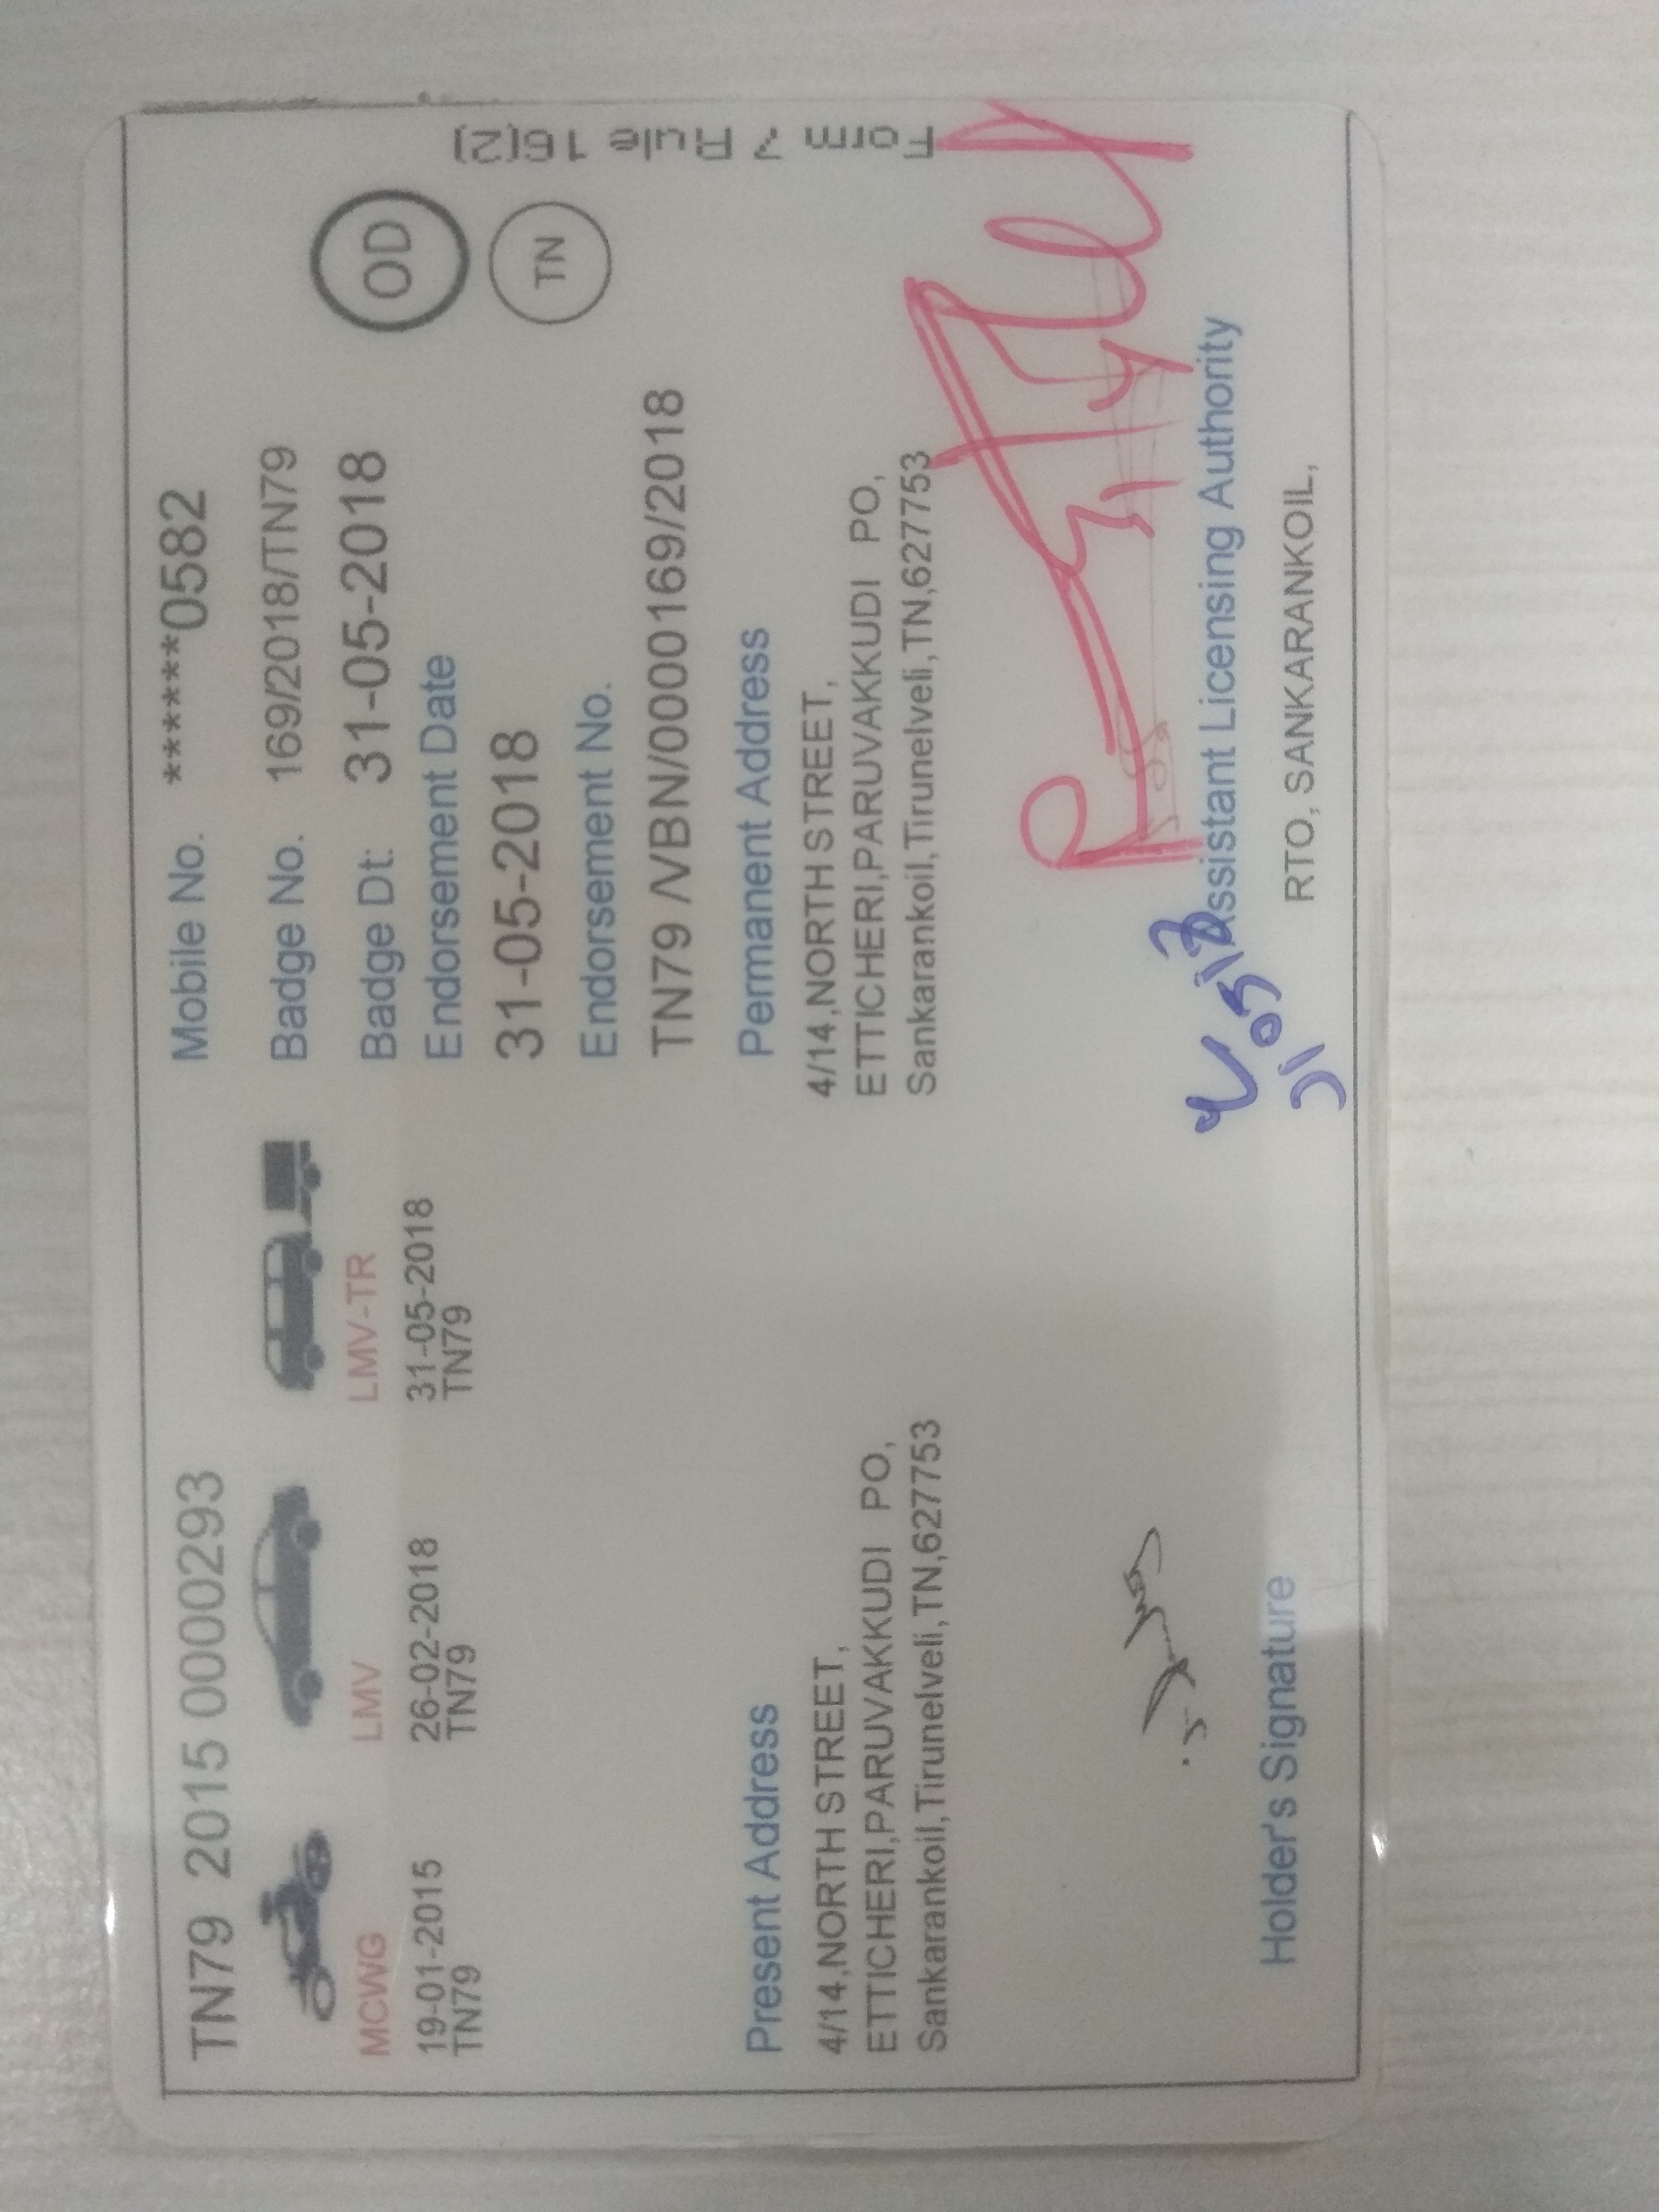 TN79 2015 0000293
MCWG
19-01-2015
TN79
LMV
26-02-2018
TN79
LMV-TR
31-05-2018
TN79
Mobile No. ******0582
Badge No. 169/2018/TN79
Badge Dt: 31-05-2018
Endorsement Date
31-05-2018
Endorsement No.
TN79 /VBN/0000169/2018
OD
TN
Form 7 Rule 16(2)
Present Address
4/14,NORTH STREET,
ETTICHERI,PARUVAKKUDI PO,
Sankarankoil,Tirunelveli,TN,627753
Permanent Address
4/14,NORTH STREET,
ETTICHERI,PARUVAKKUDI PO,
Sankarankoil,Tirunelveli,TN,627753
Holder's Signature
Assistant Licensing Authority
RTO, SANKARANKOIL,